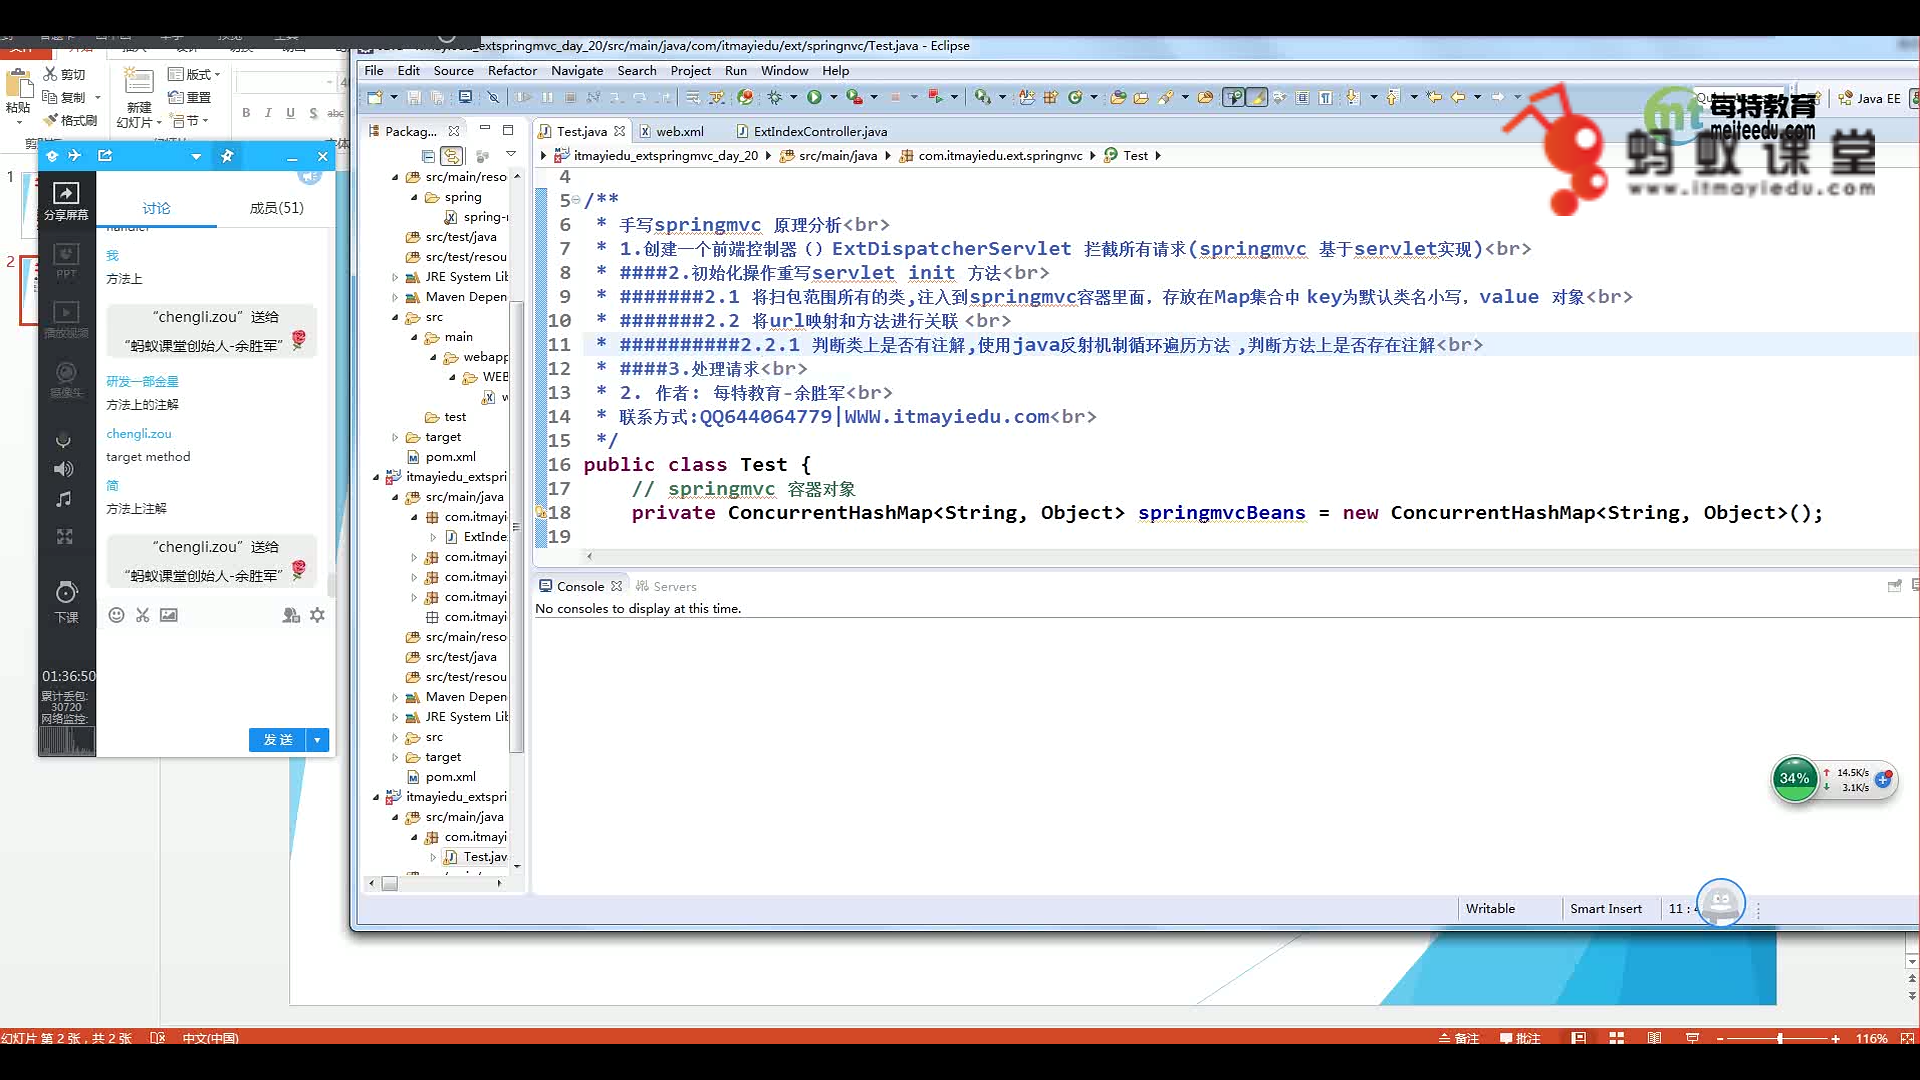 extspringmvc_day_20/src/main/java/com/itmayiedu/ext/springnvc/Test.java - Eclipse
File Edit Source Refactor Navigate Search Project Run Window Help
剪切
复制
格式刷
粘贴
新建
幻灯片
版式
重置
节
B I U S abc
Java EE
每特教育
meiteedu.com
蚂蚁课堂
www.itmayiedu.com
Packag...
Test.java
web.xml
ExtIndexController.java
itmayiedu_extspringmvc_day_20 src/main/java com.itmayiedu.ext.springnvc Test
1
2
分享屏幕
PPT
播放视频
摄像头
下课
01:36:50
累计丢包:
30720
网络监控:
讨论
成员(51)
handler
我
方法上
“chengli.zou” 送给
“蚂蚁课堂创始人-余胜军”
研发一部金星
方法上的注解
chengli.zou
target method
简
方法上注解
“chengli.zou” 送给
“蚂蚁课堂创始人-余胜军”
发送
src/main/reso
spring
spring-
src/test/java
src/test/resou
JRE System Lib
Maven Depen
src
main
webapp
WEB
w
test
target
pom.xml
itmayiedu_extspri
src/main/java
com.itmayi
ExtInde
com.itmayi
com.itmayi
com.itmayi
com.itmayi
src/main/reso
src/test/java
src/test/resou
Maven Depen
JRE System Lib
src
target
pom.xml
itmayiedu_extspri
src/main/java
com.itmayi
Test.jav
4
5 /**
6 * 手写springmvc 原理分析<br>
7 * 1.创建一个前端控制器（）ExtDispatcherServlet 拦截所有请求(springmvc 基于servlet实现)<br>
8 * ####2.初始化操作重写servlet init 方法<br>
9 * #######2.1 将扫包范围所有的类,注入到springmvc容器里面，存放在Map集合中 key为默认类名小写，value 对象<br>
10 * #######2.2 将url映射和方法进行关联 <br>
11 * ##########2.2.1 判断类上是否有注解,使用java反射机制循环遍历方法 ,判断方法上是否存在注解<br>
12 * ####3.处理请求<br>
13 * 2. 作者: 每特教育-余胜军<br>
14 * 联系方式:QQ644064779|WWW.itmayiedu.com<br>
15 */
16 public class Test {
17 // springmvc 容器对象
18 private ConcurrentHashMap<String, Object> springmvcBeans = new ConcurrentHashMap<String, Object>();
19
Console
Servers
No consoles to display at this time.
34%
14.5K/s
3.1K/s
Writable
Smart Insert
11 :
幻灯片 第 2 张，共 2 张
中文(中国)
备注
批注
116%